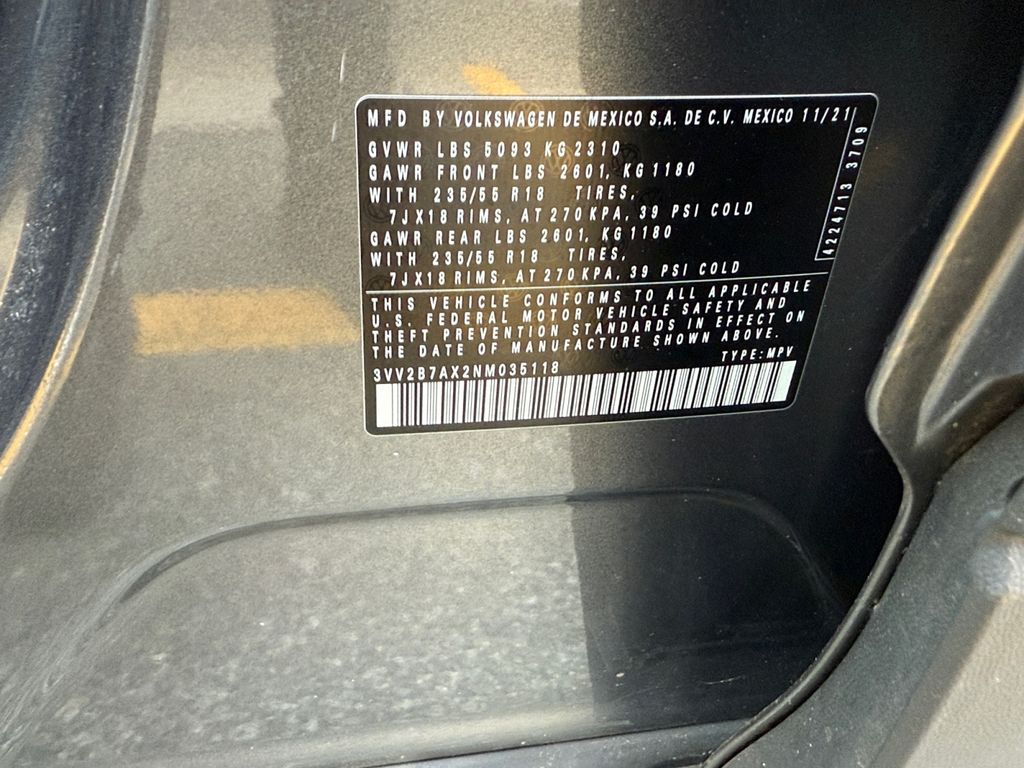 MFD BY VOLKSWAGEN DE MEXICO S.A. DE C.V. MEXICO 11/21
GVWR LBS 5093 KG 2310
GAWR FRONT LBS 2601, KG 1180
WITH 235/55 R18 TIRES,
7JX18 RIMS, AT 270 KPA, 39 PSI COLD
GAWR REAR LBS 2601, KG 1180
WITH 235/55 R18 TIRES,
7JX18 RIMS, AT 270 KPA, 39 PSI COLD
4224713 3709
THIS VEHICLE CONFORMS TO ALL APPLICABLE
U.S. FEDERAL MOTOR VEHICLE SAFETY AND
THEFT PREVENTION STANDARDS IN EFFECT ON
THE DATE OF MANUFACTURE SHOWN ABOVE.
TYPE: MPV
3VV2B7AX2NM035118